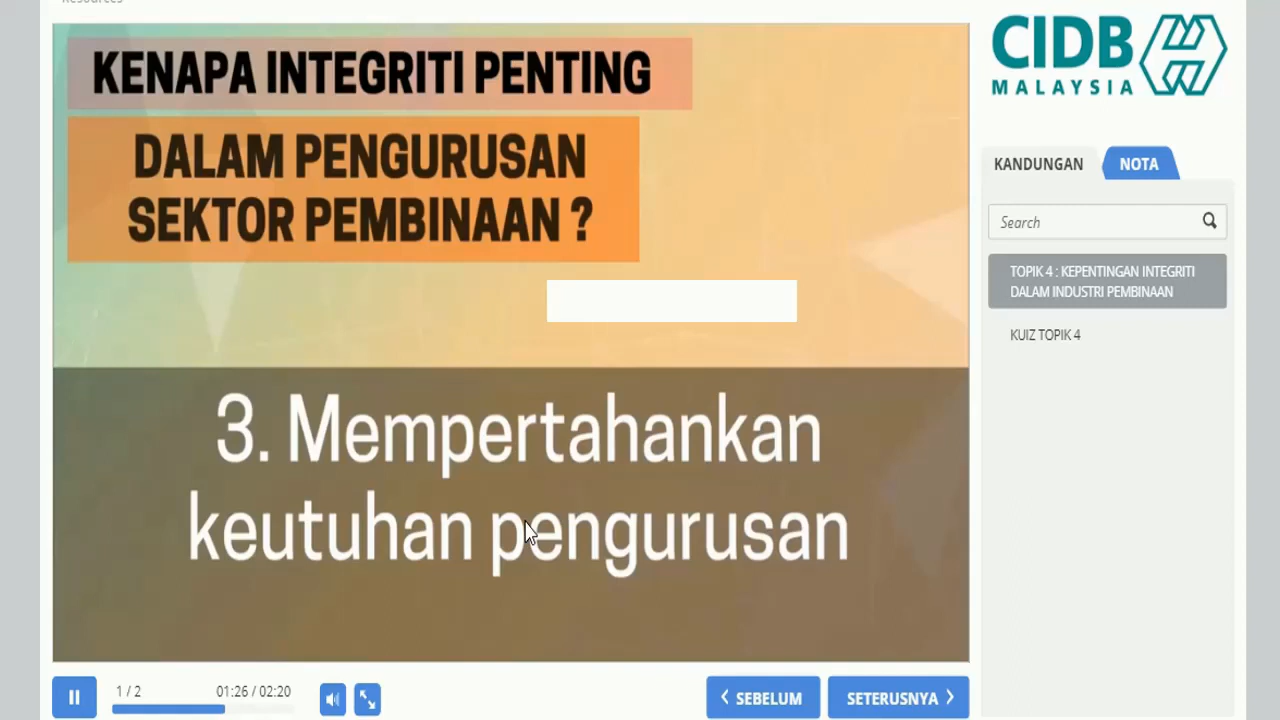 Resources
KENAPA INTEGRITI PENTING
DALAM PENGURUSAN
SEKTOR PEMBINAAN ?
3. Mempertahankan
keutuhan pengurusan
1 / 2
01:26 / 02:20
SEBELUM
SETERUSNYA
CIDB
MALAYSIA
KANDUNGAN
NOTA
Search
TOPIK 4 : KEPENTINGAN INTEGRITI
DALAM INDUSTRI PEMBINAAN
KUIZ TOPIK 4